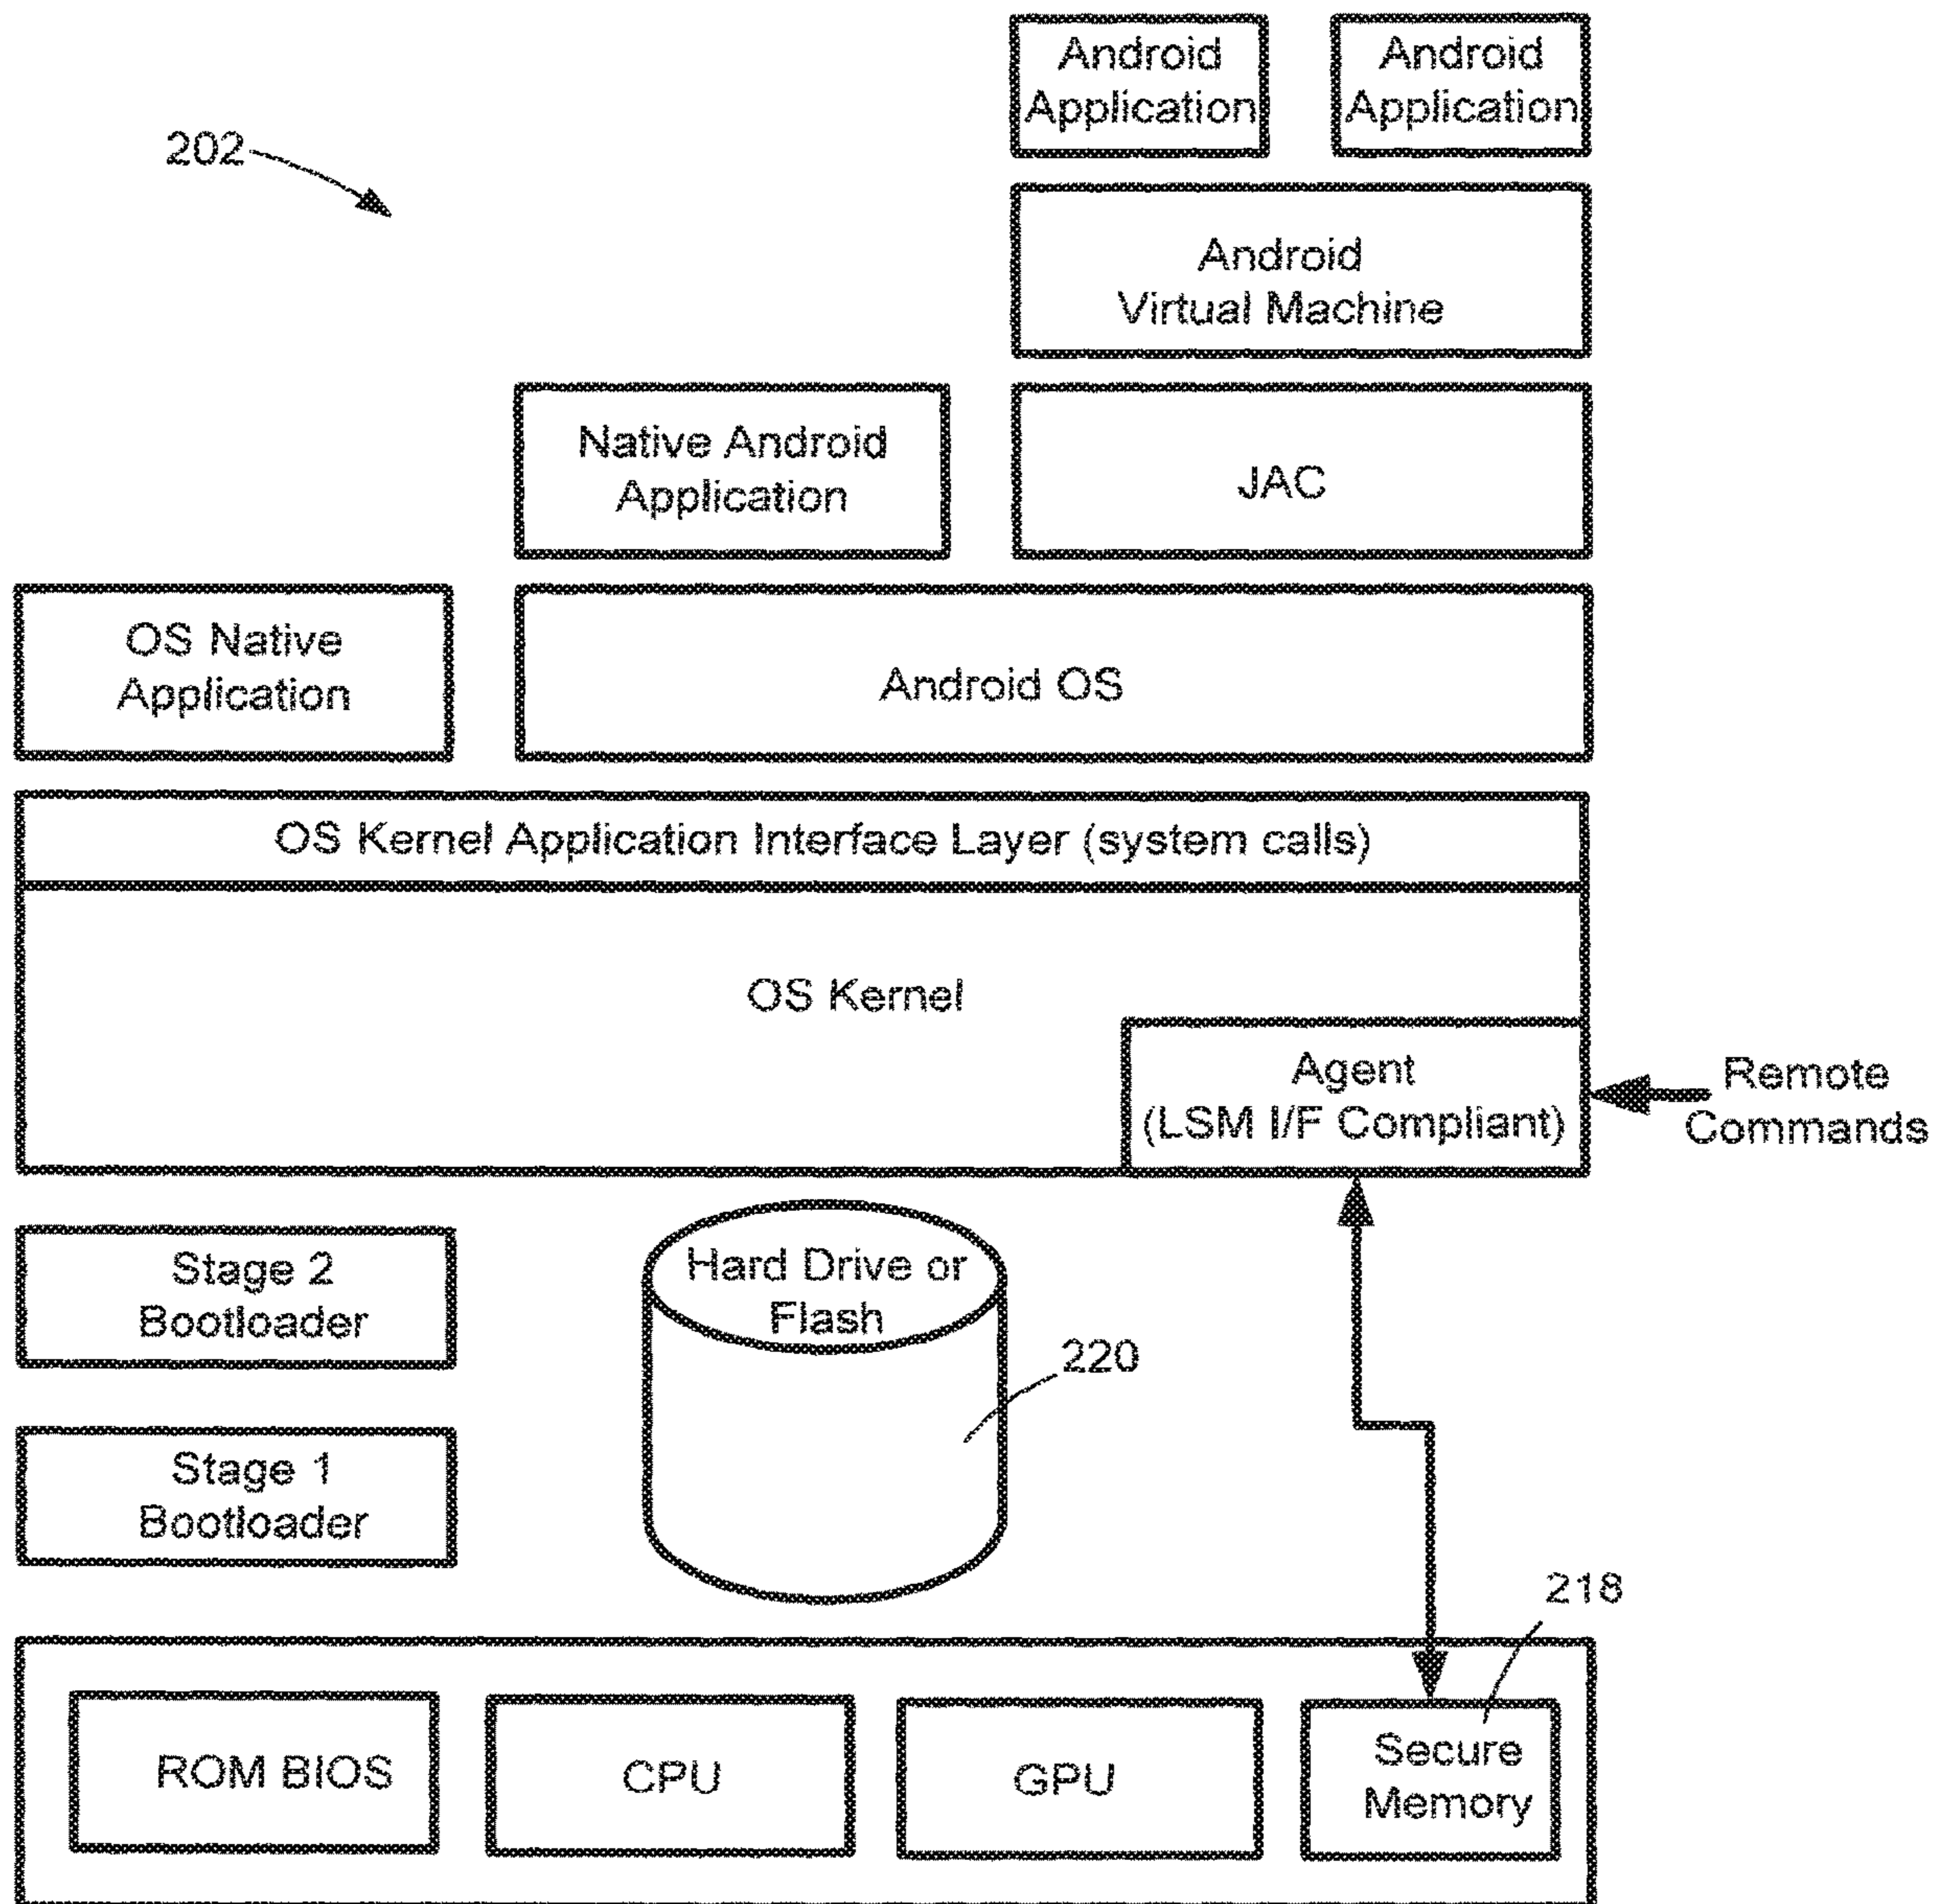 Android
Application
Android
Application
202
Android
Virtual Machine
Native Android
Application
JAC
OS Native
Application
Android OS
OS Kernel Application Interface Layer (system calls)
OS Kernel
Agent
(LSM I/F Compliant)
Remote
Commands
Stage 2
Bootloader
Hard Drive or
Flash
220
Stage 1
Bootloader
218
ROM BIOS
CPU
GPU
Secure
Memory